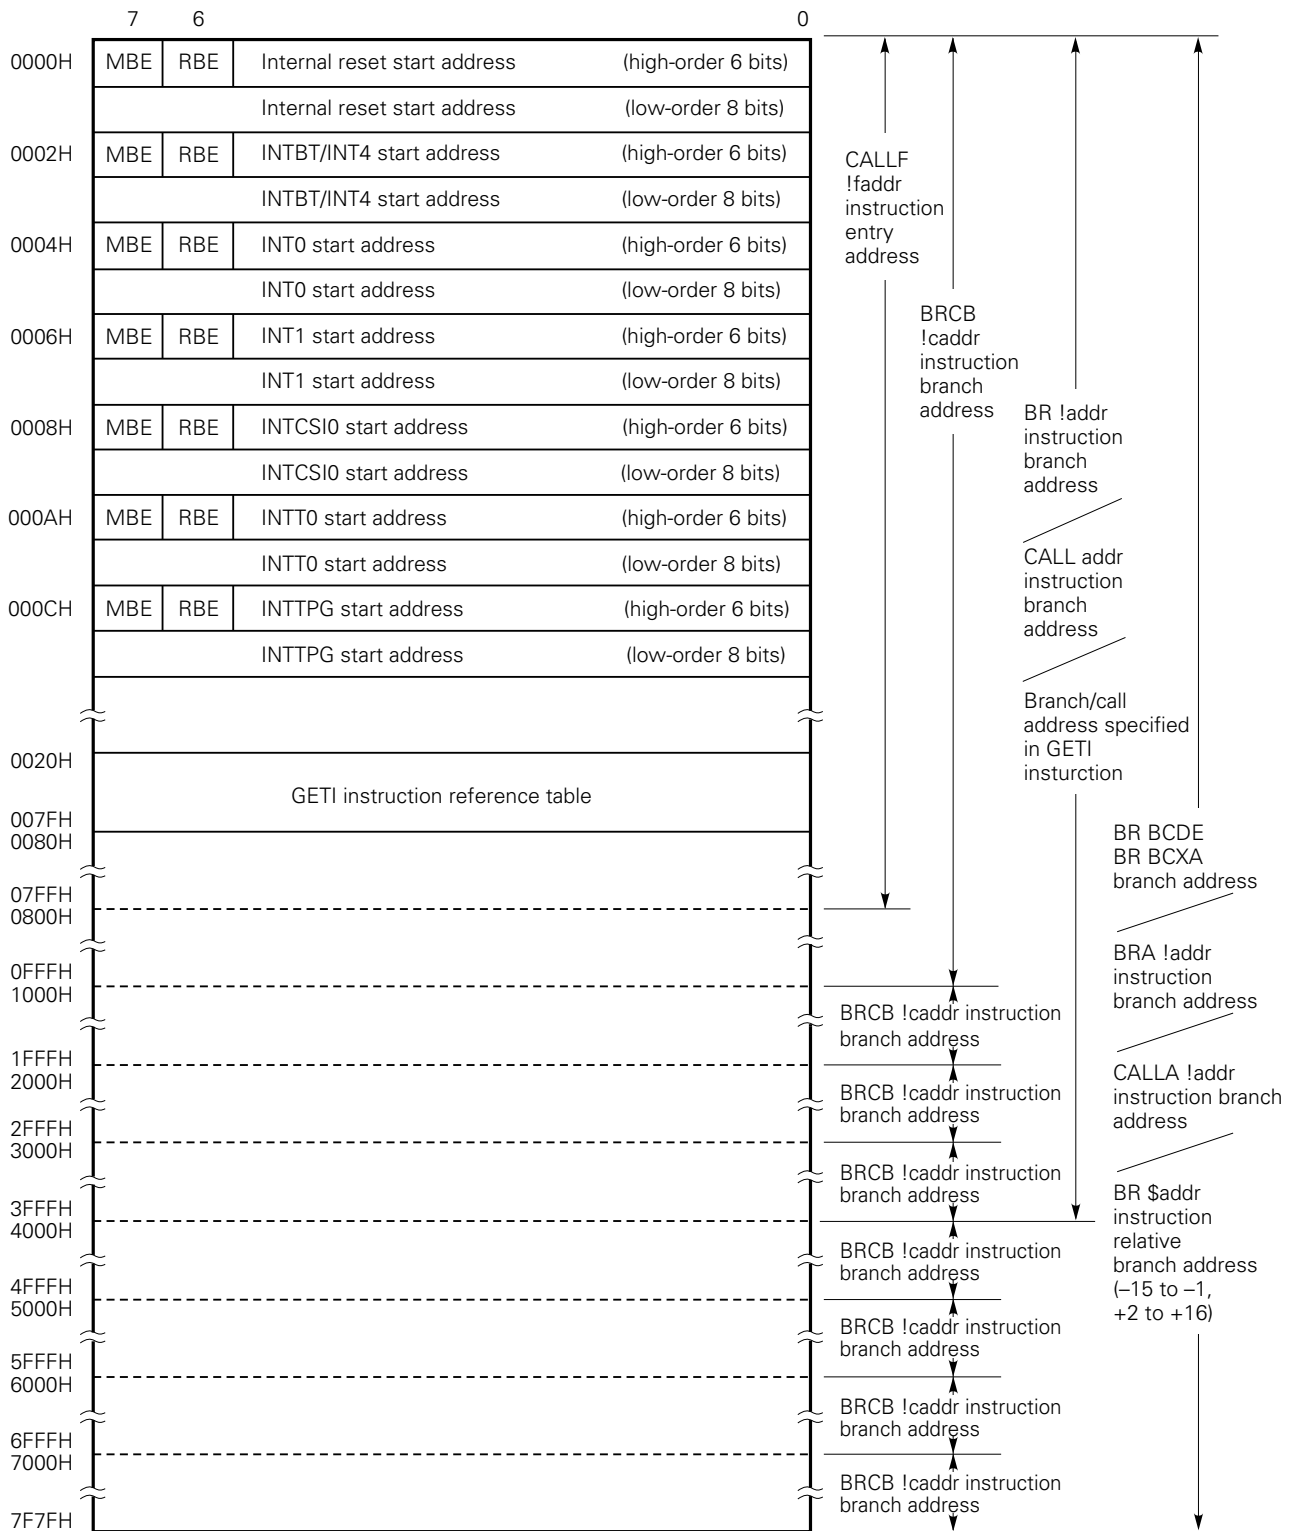 7 6 0
0000H MBE RBE Internal reset start address (high-order 6 bits)
Internal reset start address (low-order 8 bits)
0002H MBE RBE INTBT/INT4 start address (high-order 6 bits)
INTBT/INT4 start address (low-order 8 bits)
0004H MBE RBE INT0 start address (high-order 6 bits)
INT0 start address (low-order 8 bits)
0006H MBE RBE INT1 start address (high-order 6 bits)
INT1 start address (low-order 8 bits)
0008H MBE RBE INTCSI0 start address (high-order 6 bits)
INTCSI0 start address (low-order 8 bits)
000AH MBE RBE INTT0 start address (high-order 6 bits)
INTT0 start address (low-order 8 bits)
000CH MBE RBE INTTPG start address (high-order 6 bits)
INTTPG start address (low-order 8 bits)
0020H
GETI instruction reference table
007FH
0080H
07FFH
0800H
0FFFH
1000H
1FFFH
2000H
2FFFH
3000H
3FFFH
4000H
4FFFH
5000H
5FFFH
6000H
6FFFH
7000H
7F7FH
CALLF
!faddr
instruction
entry
address
BRCB
!caddr
instruction
branch
address
BR !addr
instruction
branch
address
CALL addr
instruction
branch
address
Branch/call
address specified
in GETI
insturction
BR BCDE
BR BCXA
branch address
BRA !addr
instruction
branch address
CALLA !addr
instruction branch
address
BR $addr
instruction
relative
branch address
(–15 to –1,
+2 to +16)
BRCB !caddr instruction
branch address
BRCB !caddr instruction
branch address
BRCB !caddr instruction
branch address
BRCB !caddr instruction
branch address
BRCB !caddr instruction
branch address
BRCB !caddr instruction
branch address
BRCB !caddr instruction
branch address